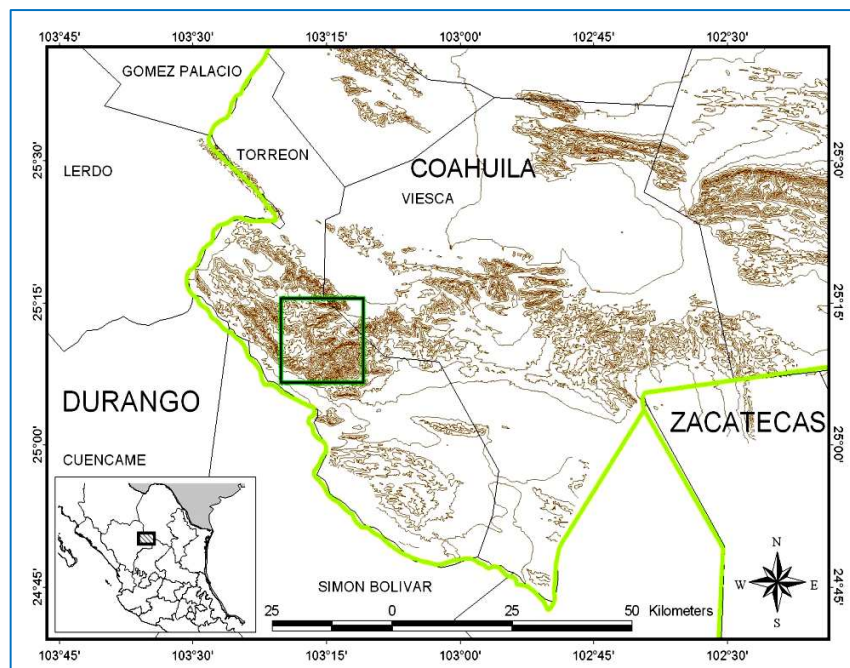 103°45 103°30 103°15 103°00 102°45 102°30
GOMEZ PALACIO
25°30 LERDO TORREON COAHUILA 25°30
VIESCA
25°15 25°15
DURANGO ZACATECAS
25°00 CUENCAME 25°00
N
W E
S
24°45 SIMON BOLIVAR 24°45
25 0 25 50 Kilometers
103°45 103°30 103°15 103°00 102°45 102°30